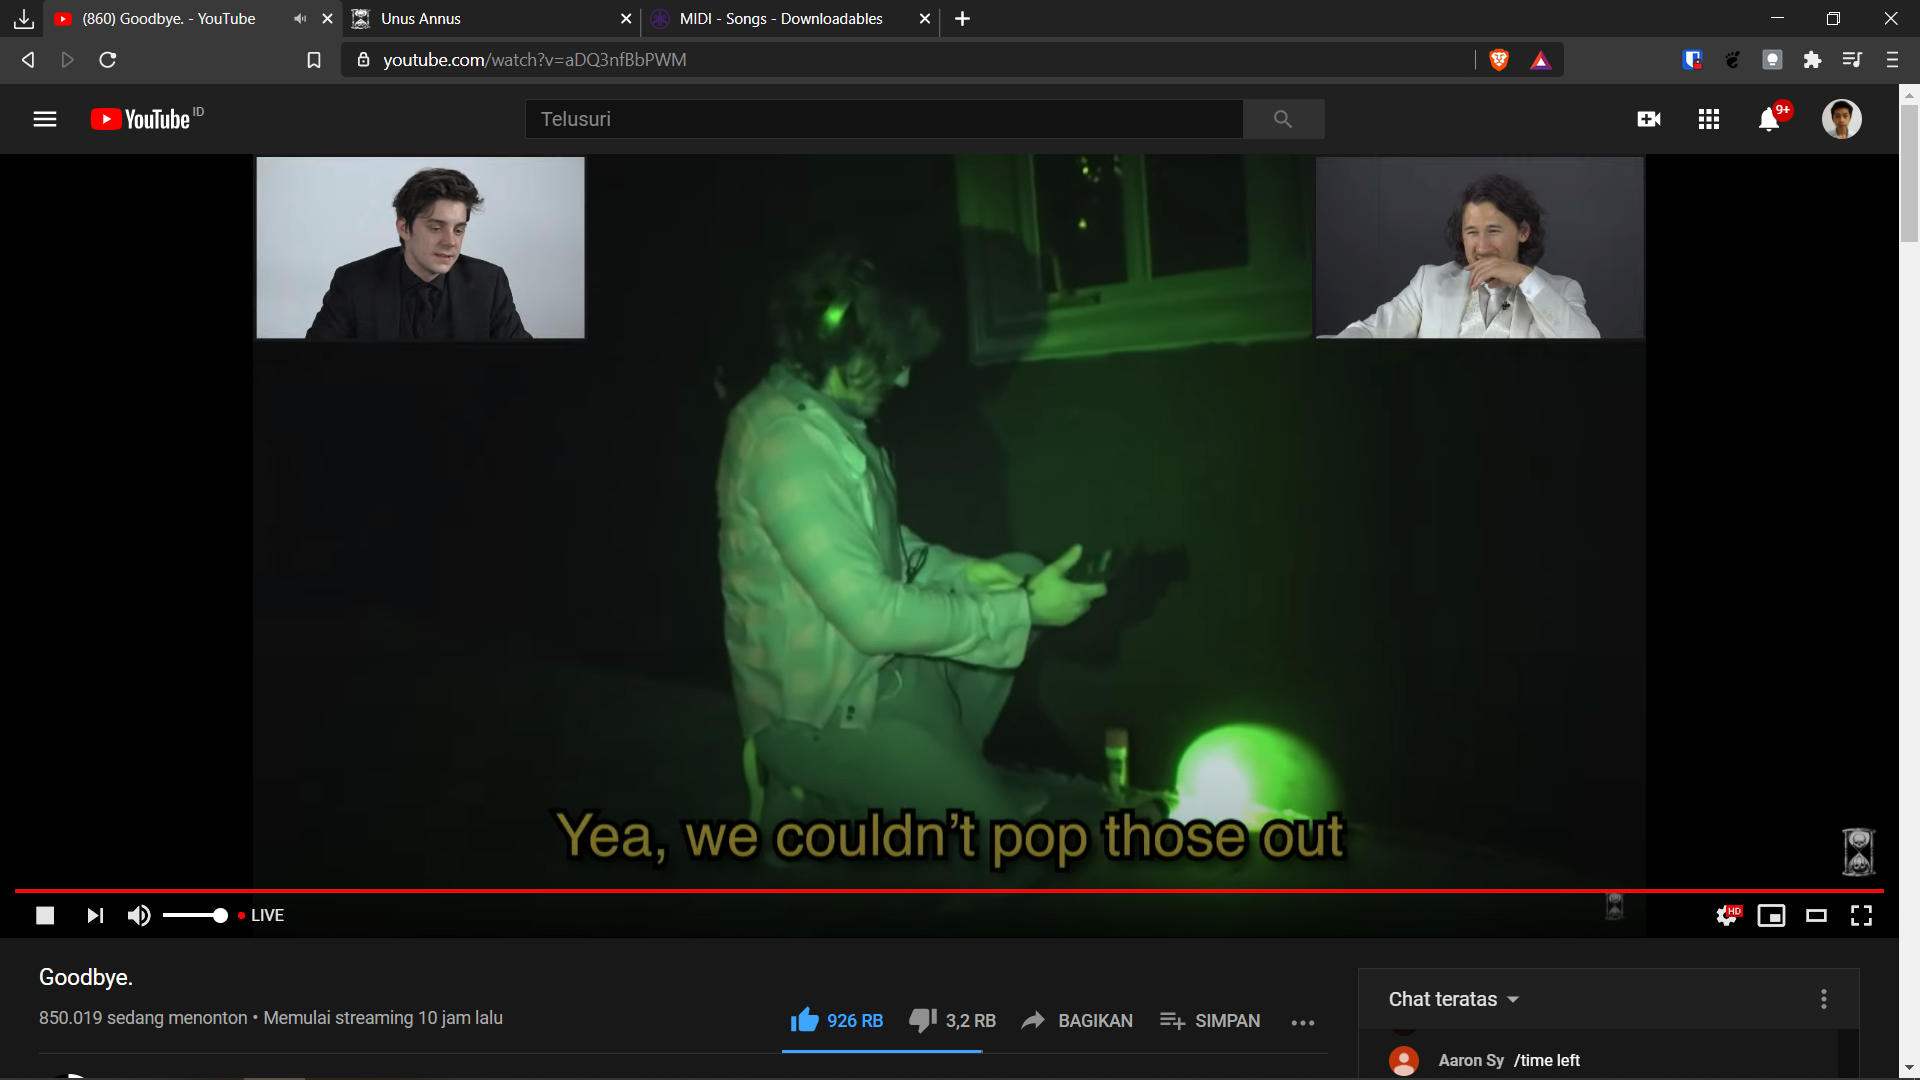 (860) Goodbye. - YouTube
Unus Annus
MIDI - Songs - Downloadables
youtube.com/watch?v=aDQ3nfBbPWM
YouTube ID
Telusuri
9+
Yea, we couldn't pop those out
LIVE
HD
Goodbye.
850.019 sedang menonton • Memulai streaming 10 jam lalu
926 RB
3,2 RB
BAGIKAN
SIMPAN
Chat teratas
Aaron Sy /time left